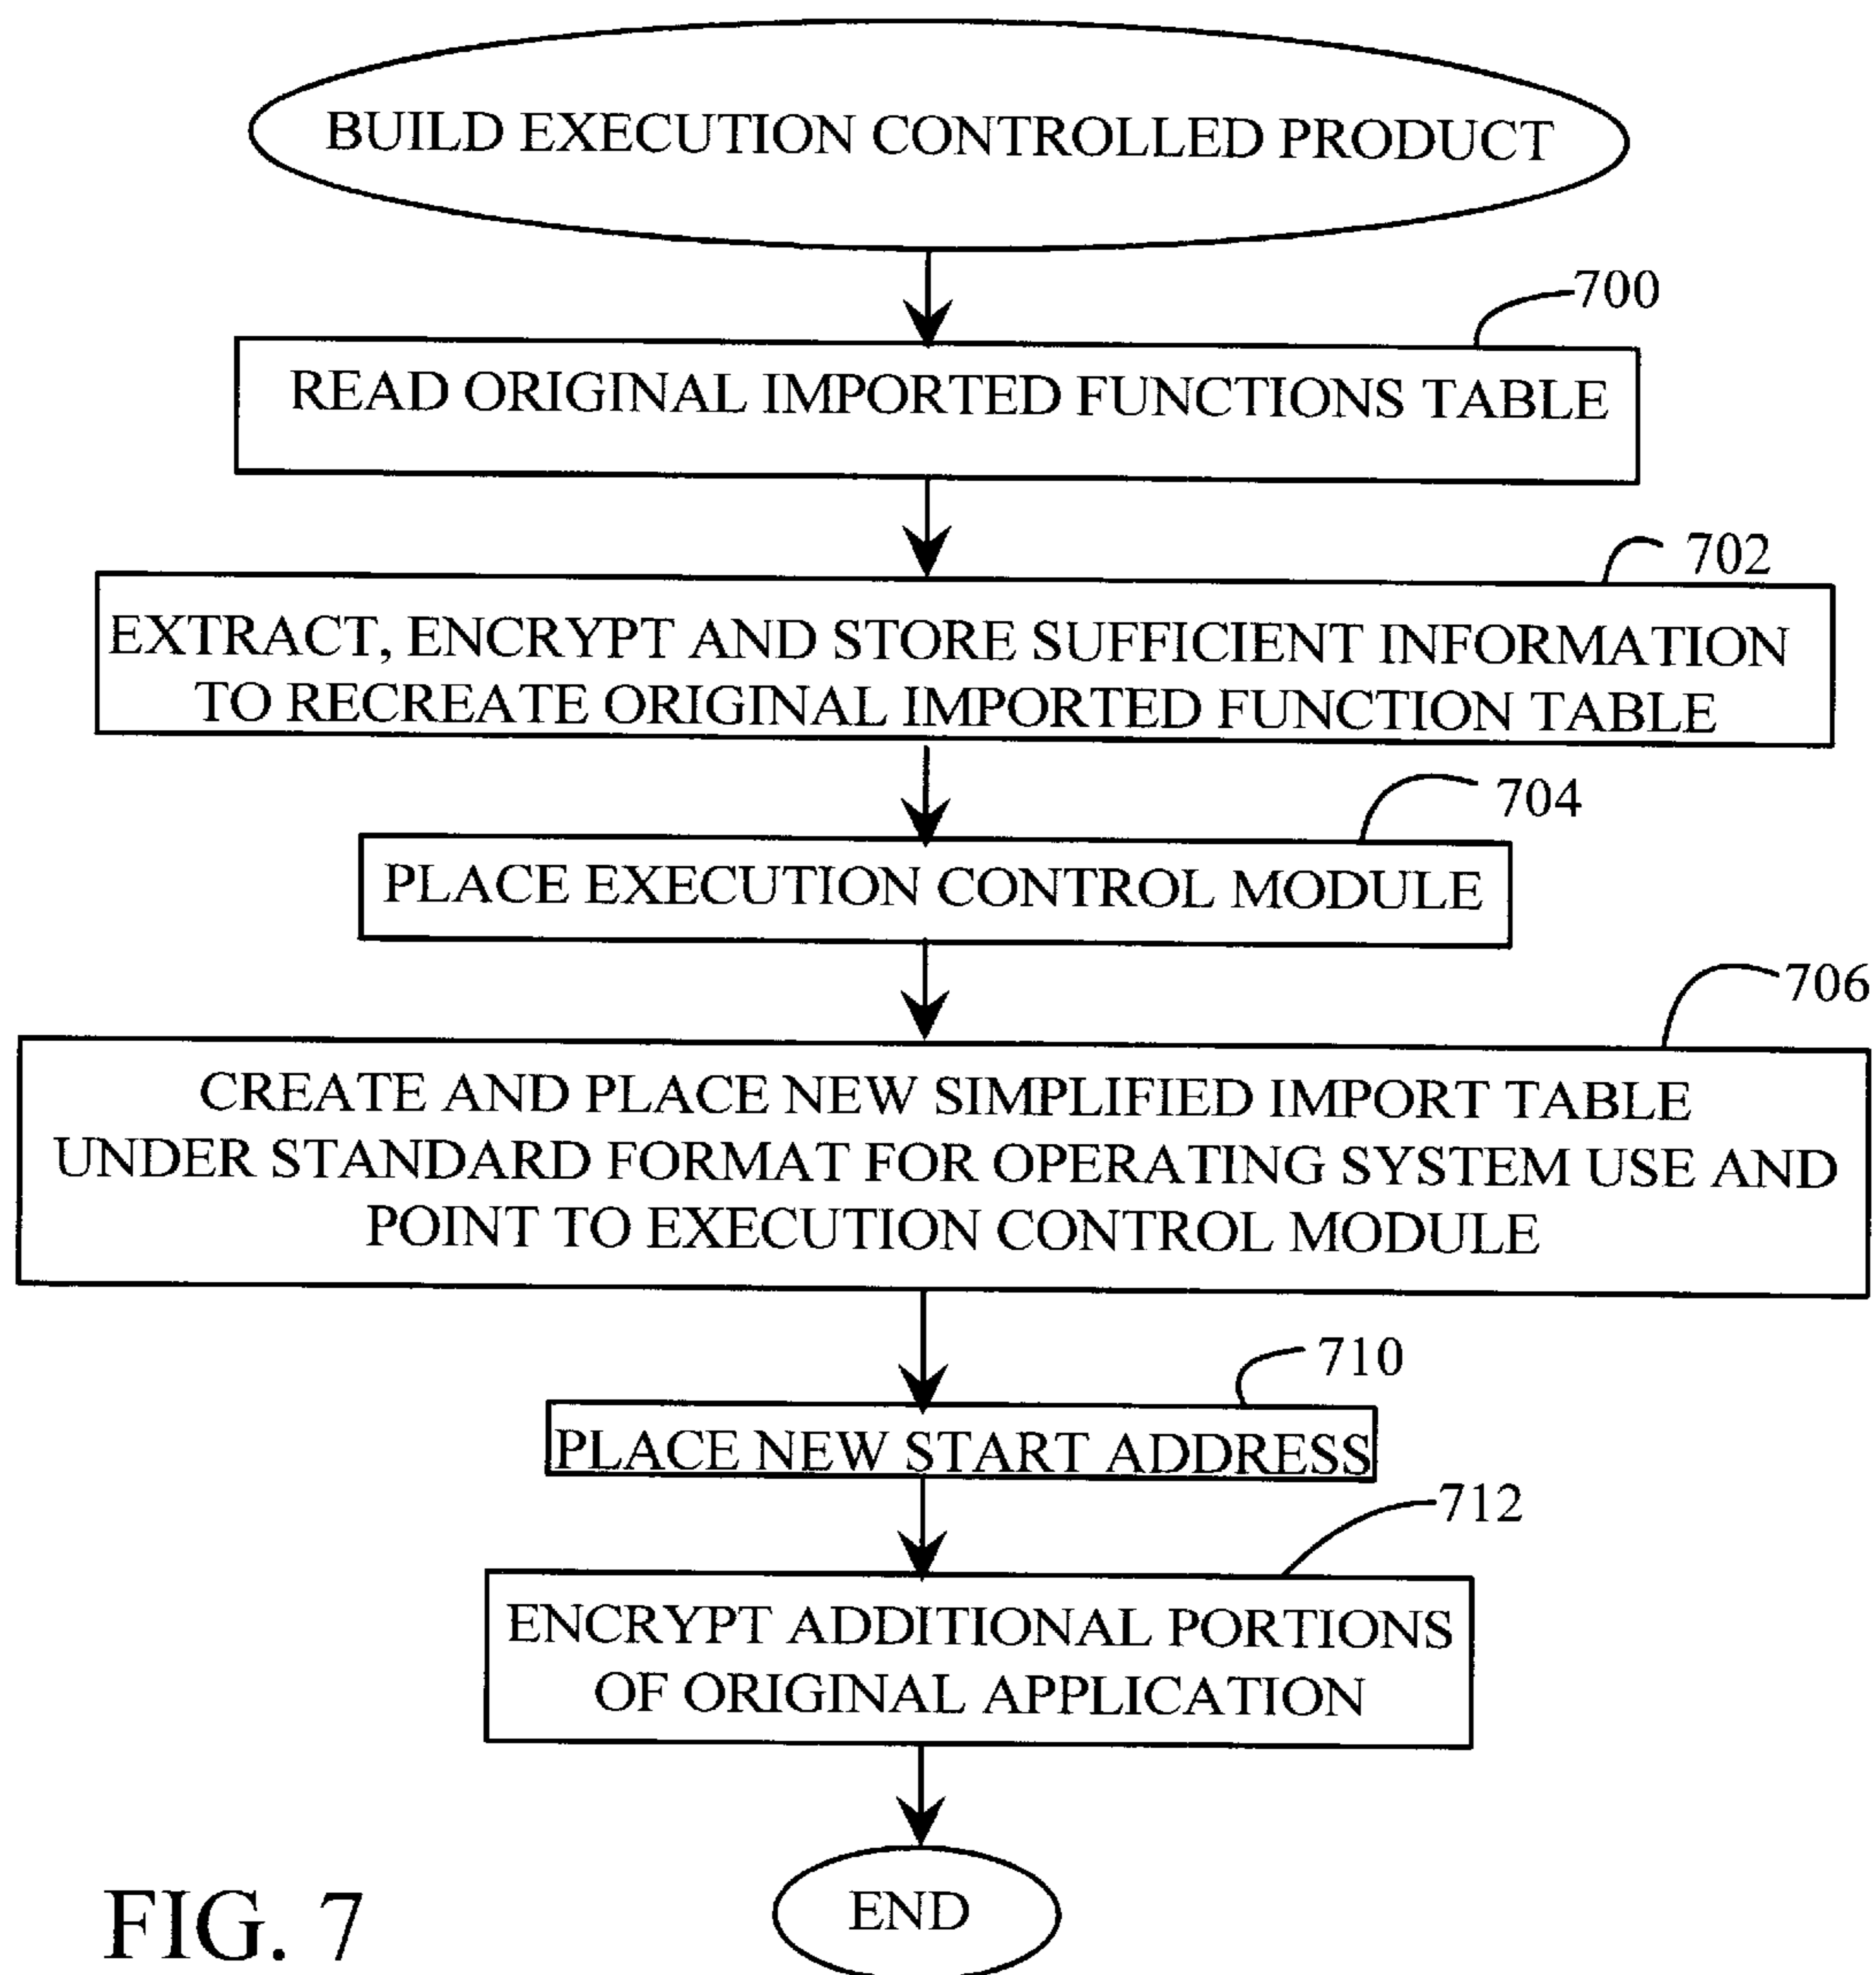 BUILD EXECUTION CONTROLLED PRODUCT
700
READ ORIGINAL IMPORTED FUNCTIONS TABLE
702
EXTRACT, ENCRYPT AND STORE SUFFICIENT INFORMATION
TO RECREATE ORIGINAL IMPORTED FUNCTION TABLE
704
PLACE EXECUTION CONTROL MODULE
706
CREATE AND PLACE NEW SIMPLIFIED IMPORT TABLE
UNDER STANDARD FORMAT FOR OPERATING SYSTEM USE AND
POINT TO EXECUTION CONTROL MODULE
710
PLACE NEW START ADDRESS
712
ENCRYPT ADDITIONAL PORTIONS
OF ORIGINAL APPLICATION
END
FIG. 7